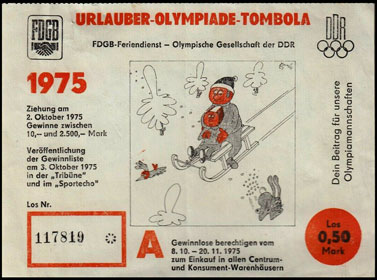 FDGB
URLAUBER-OLYMPIADE-TOMBOLA
FDGB-Feriendienst – Olympische Gesellschaft der DDR
DDR
1975
Ziehung am
2. Oktober 1975
Gewinne zwischen
10,– und 2.500,– Mark
Veröffentlichung
der Gewinnliste
am 3. Oktober 1975
in der „Tribüne“
und im „Sportecho“
Los Nr.
117819
Dein Beitrag für unsere
Olympiamannschaften
A
Gewinnlose berechtigen vom
8. 10. – 20. 11. 1975
zum Einkauf in allen Centrum-
und Konsument-Warenhäusern
Los
0,50
Mark